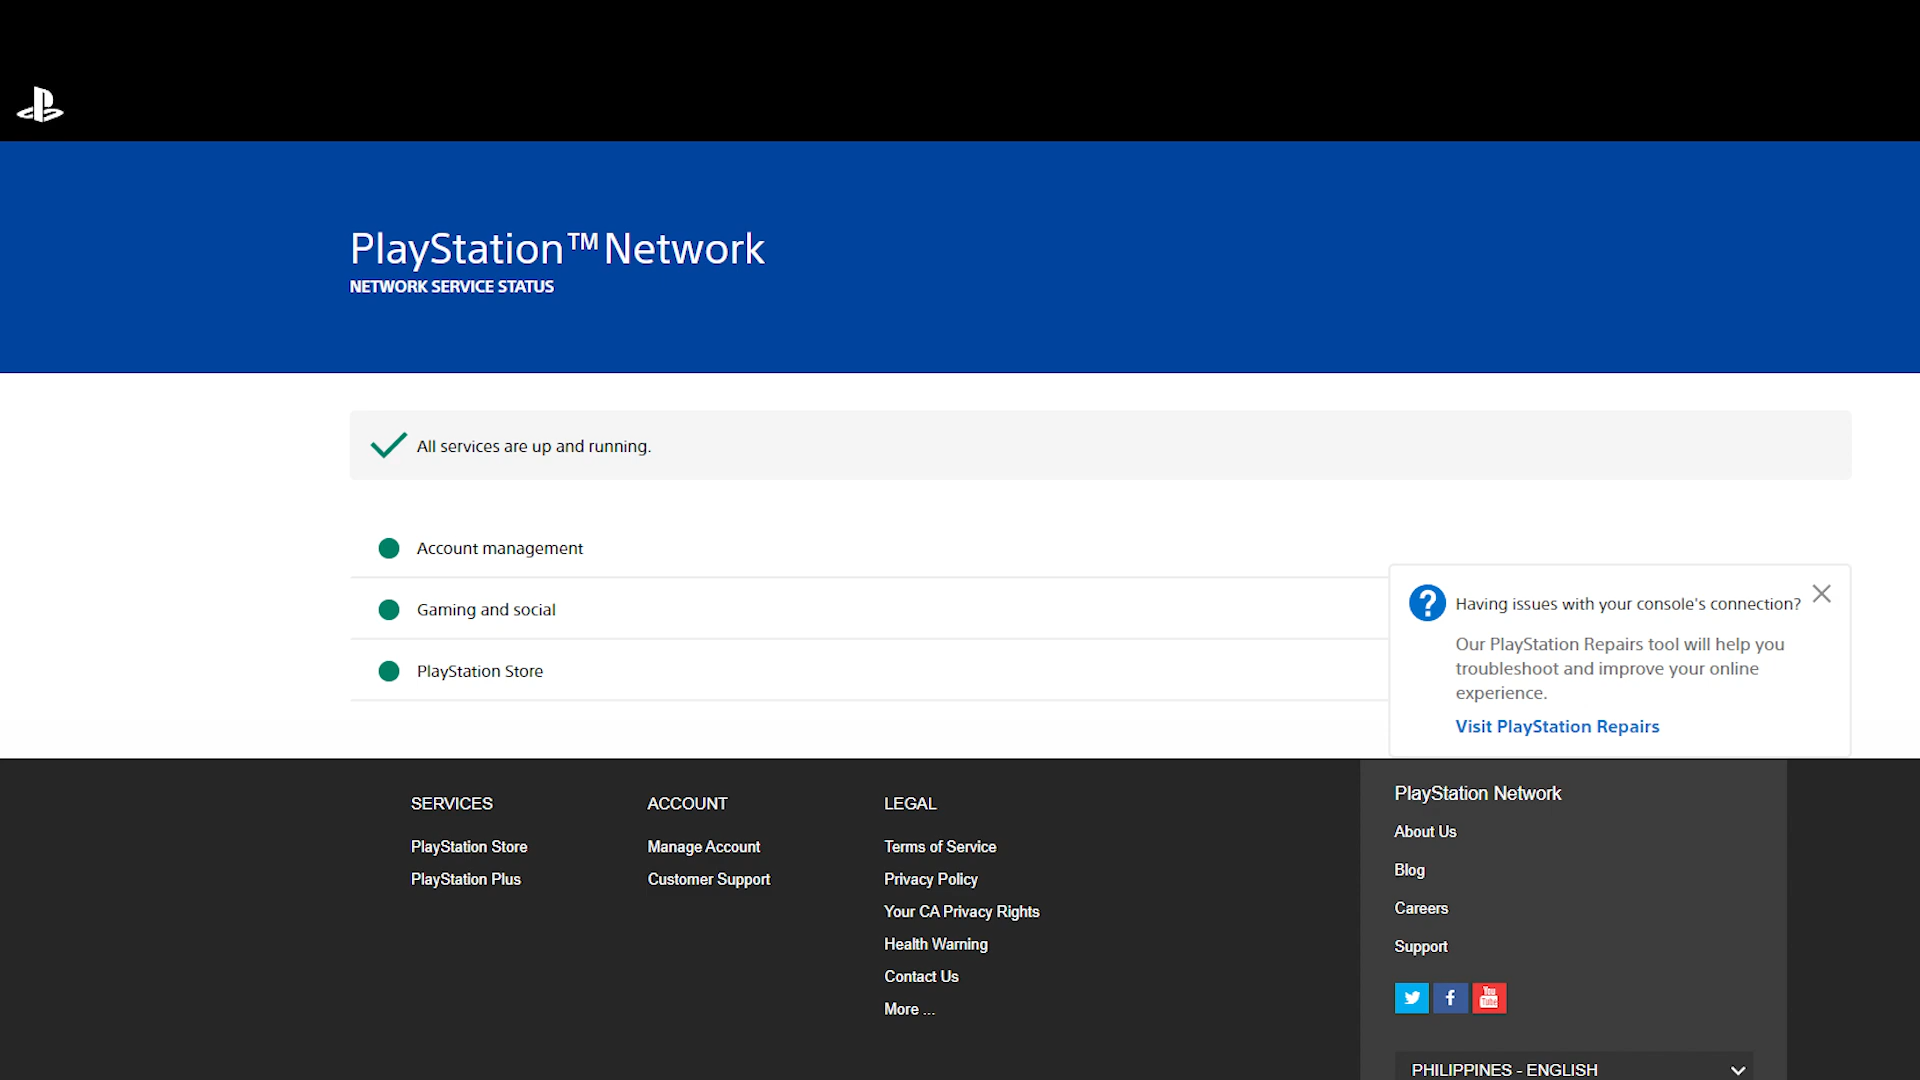 PlayStation™Network
NETWORK SERVICE STATUS
All services are up and running.
Account management
Gaming and social
PlayStation Store
? Having issues with your console's connection?
Our PlayStation Repairs tool will help you
troubleshoot and improve your online
experience.
Visit PlayStation Repairs
SERVICES
PlayStation Store
PlayStation Plus
ACCOUNT
Manage Account
Customer Support
LEGAL
Terms of Service
Privacy Policy
Your CA Privacy Rights
Health Warning
Contact Us
More ...
PlayStation Network
About Us
Blog
Careers
Support
You Tube
PHILIPPINES - ENGLISH